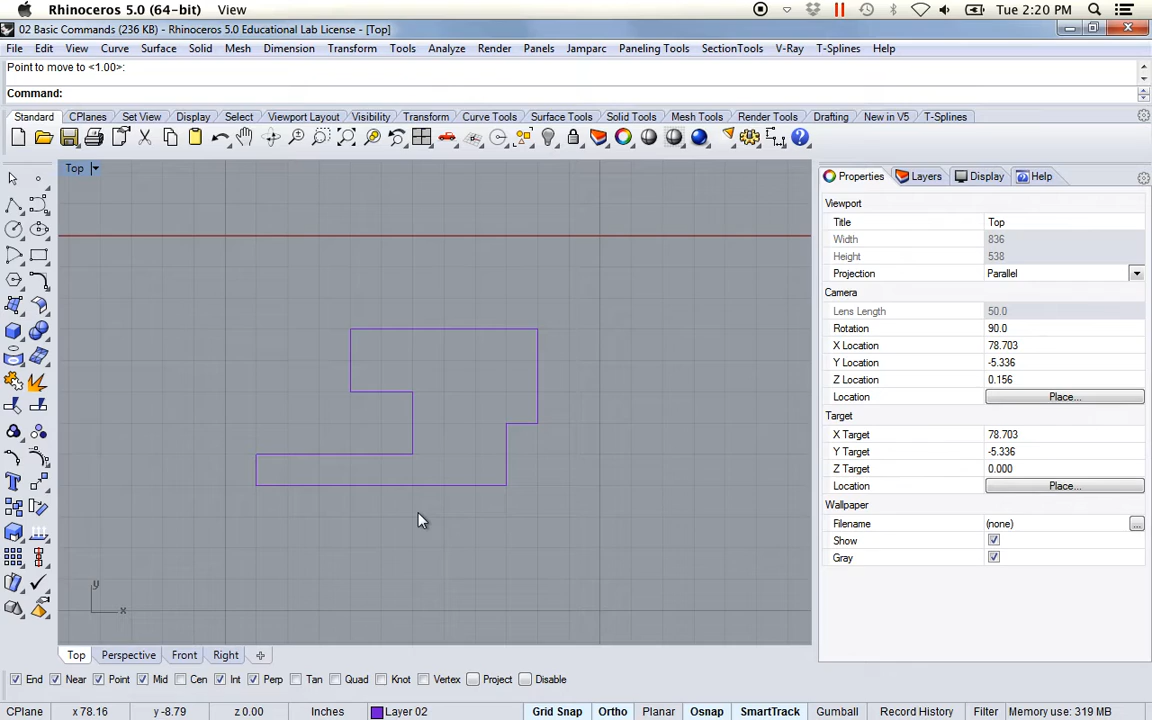 Rhinoceros 5.0 (64-bit) View Tue 2:20 PM
02 Basic Commands (236 KB) - Rhinoceros 5.0 Educational Lab License - [Top]
File Edit View Curve Surface Solid Mesh Dimension Transform Tools Analyze Render Panels Jamparc Paneling Tools SectionTools V-Ray T-Splines Help
Point to move to <1.00>:
Command:
Standard CPlanes Set View Display Select Viewport Layout Visibility Transform Curve Tools Surface Tools Solid Tools Mesh Tools Render Tools Drafting New in V5 T-Splines
Top
Properties Layers Display Help
Viewport
Title Top
Width 836
Height 538
Projection Parallel
Camera
Lens Length 50.0
Rotation 90.0
X Location 78.703
Y Location -5.336
Z Location 0.156
Location Place...
Target
X Target 78.703
Y Target -5.336
Z Target 0.000
Location Place...
Wallpaper
Filename (none) ...
Show
Gray
y
x
Top Perspective Front Right
End Near Point Mid Cen Int Perp Tan Quad Knot Vertex Project Disable
CPlane x 78.16 y -8.79 z 0.00 Inches Layer 02 Grid Snap Ortho Planar Osnap SmartTrack Gumball Record History Filter Memory use: 319 MB